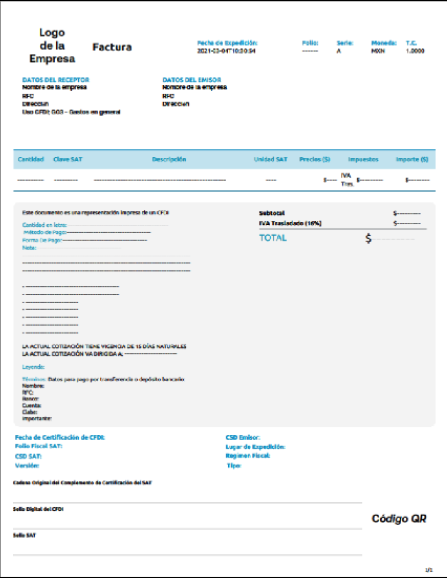 Logo
de la
Empresa
Factura
Fecha de Expedición:
2021-03-04T10:30:54
Folio:
Serie:
A
Moneda:
MXN
T.C.
1.0000
DATOS DEL RECEPTOR
Nombre de la empresa
RFC
Dirección
Uso CFDI: G03 - Gastos en general
DATOS DEL EMISOR
Nombre de la empresa
RFC
Dirección
Cantidad Clave SAT Descripción Unidad SAT Precios ($) Impuestos Importe ($)
$---- IVA $---- $----
Tras
Este documento es una representación impresa de un CFDI
Cantidad en letra:
Método de Pago:
Forma De Pago:
Nota:
Subtotal $----
IVA Trasladado (16%) $----
TOTAL $
LA ACTUAL COTIZACIÓN TIENE VIGENCIA DE 15 DÍAS NATURALES
LA ACTUAL COTIZACIÓN VA DIRIGIDA A:
Leyenda:
Datos para pago por transferencia o depósito bancario
Nombre:
RFC:
Banco:
Cuenta:
Clabe:
Importante:
Fecha de Certificación de CFDI:
Folio Fiscal SAT:
CSD SAT:
Versión:
CSD Emisor:
Lugar de Expedición:
Regimen Fiscal:
Tipo:
Cadena Original del Complemento de Certificación del SAT
Sello Digital del CFDI
Sello SAT
Código QR
1/1